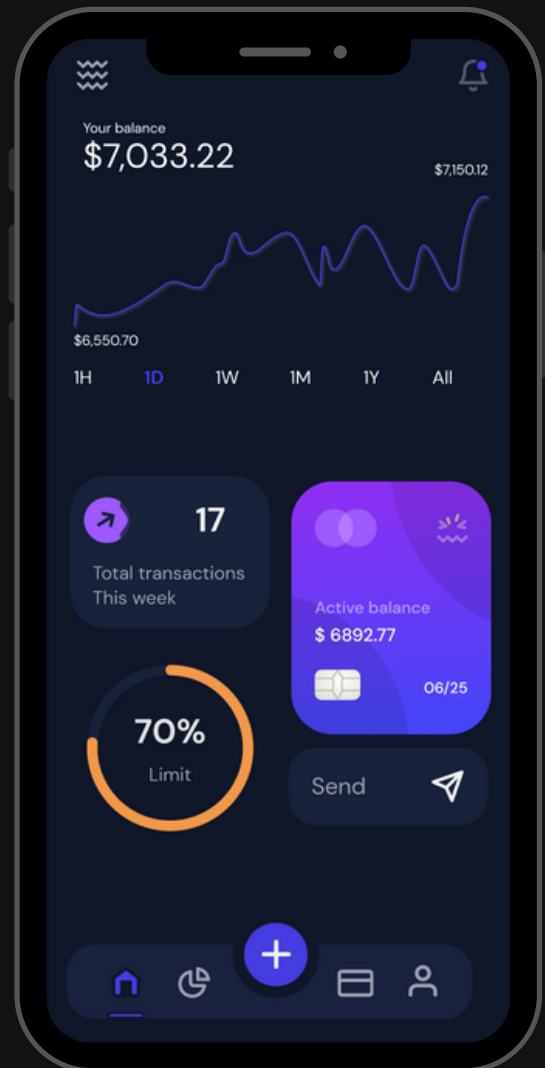 Your balance
$7,033.22
$7,150.12
$6,550.70
1H 1D 1W 1M 1Y All
17
Total transactions
This week
Active balance
$ 6892.77
06/25
70%
Limit
Send